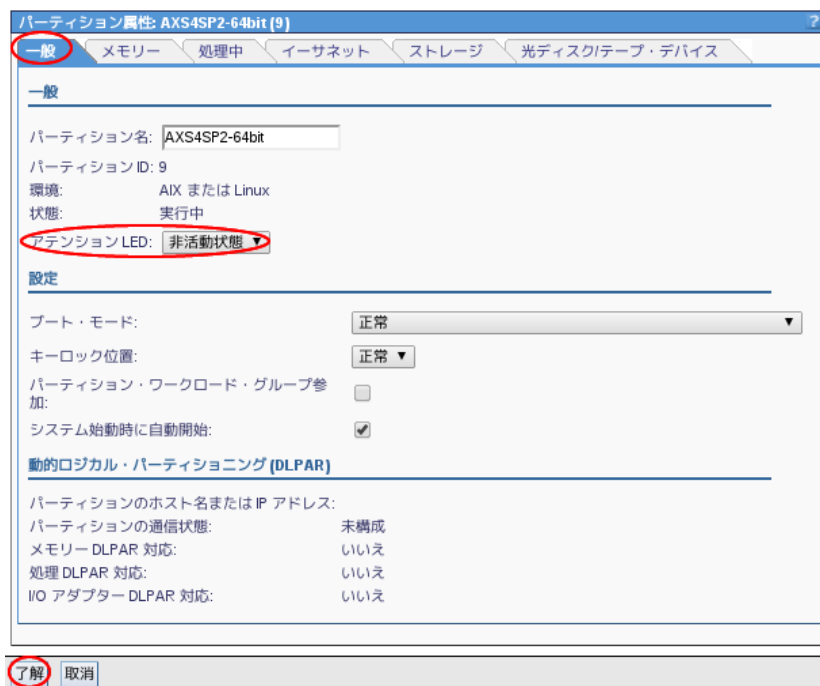 パーティション属性: AXS4SP2-64bit (9) ?
一般 メモリー 処理中 イーサネット ストレージ 光ディスク/テープ・デバイス
一般
パーティション名: AXS4SP2-64bit
パーティション ID: 9
環境: AIX または Linux
状態: 実行中
アテンション LED: 非活動状態
設定
ブート・モード: 正常
キーロック位置: 正常
パーティション・ワークロード・グループ参
加:
システム始動時に自動開始:
動的ロジカル・パーティショニング (DLPAR)
パーティションのホスト名または IP アドレス:
パーティションの通信状態: 未構成
メモリー DLPAR 対応: いいえ
処理 DLPAR 対応: いいえ
I/O アダプター DLPAR 対応: いいえ
了解 取消